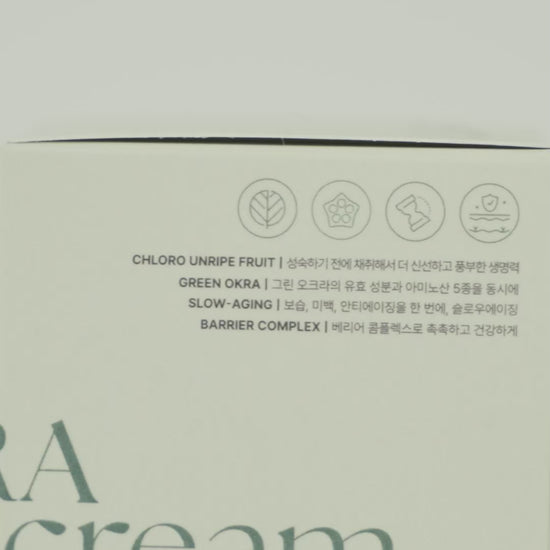 CHLORO UNRIPE FRUIT | 성숙하기 전에 채취해서 더 신선하고 풍부한 생명력
GREEN OKRA | 그린 오크라의 유효 성분과 아미노산 5종을 동시에
SLOW-AGING | 보습, 미백, 안티에이징을 한 번에, 슬로우에이징
BARRIER COMPLEX | 베리어 콤플렉스로 촉촉하고 건강하게
RA
cream